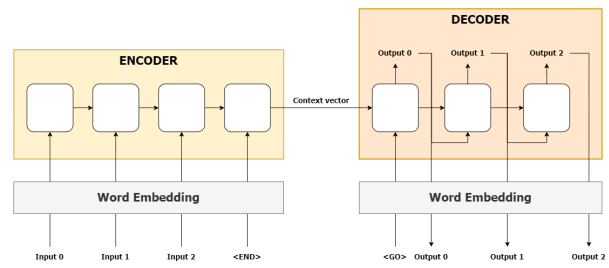 DECODER
Output 0 Output 1 Output 2
ENCODER
Context vector
Word Embedding Word Embedding
Input 0 Input 1 Input 2 <END> <GO> Output 0 Output 1 Output 2